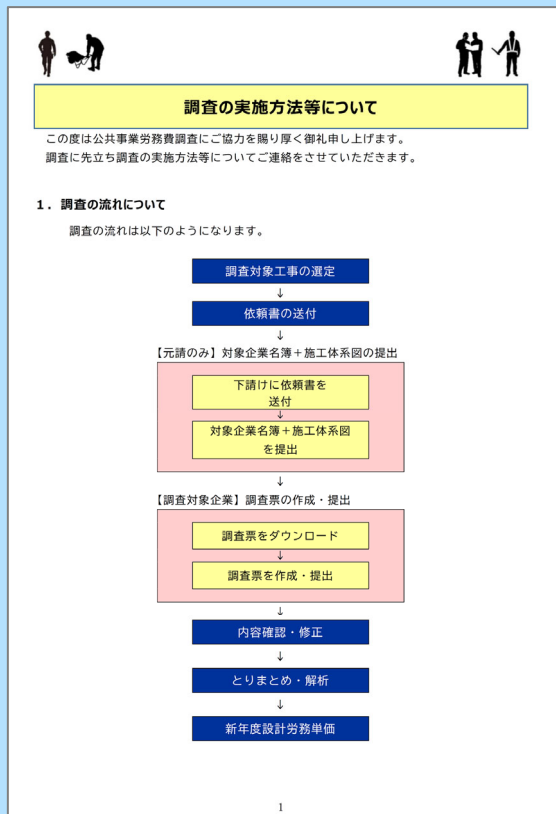 調査の実施方法等について
この度は公共事業労務費調査にご協力を賜り厚く御礼申し上げます。
調査に先立ち調査の実施方法等についてご連絡をさせていただきます。
1．調査の流れについて
調査の流れは以下のようになります。
調査対象工事の選定
↓
依頼書の送付
↓
【元請のみ】対象企業名簿＋施工体系図の提出
下請けに依頼書を
送付
↓
対象企業名簿＋施工体系図
を提出
↓
【調査対象企業】調査票の作成・提出
調査票をダウンロード
↓
調査票を作成・提出
↓
内容確認・修正
↓
とりまとめ・解析
↓
新年度設計労務単価
1